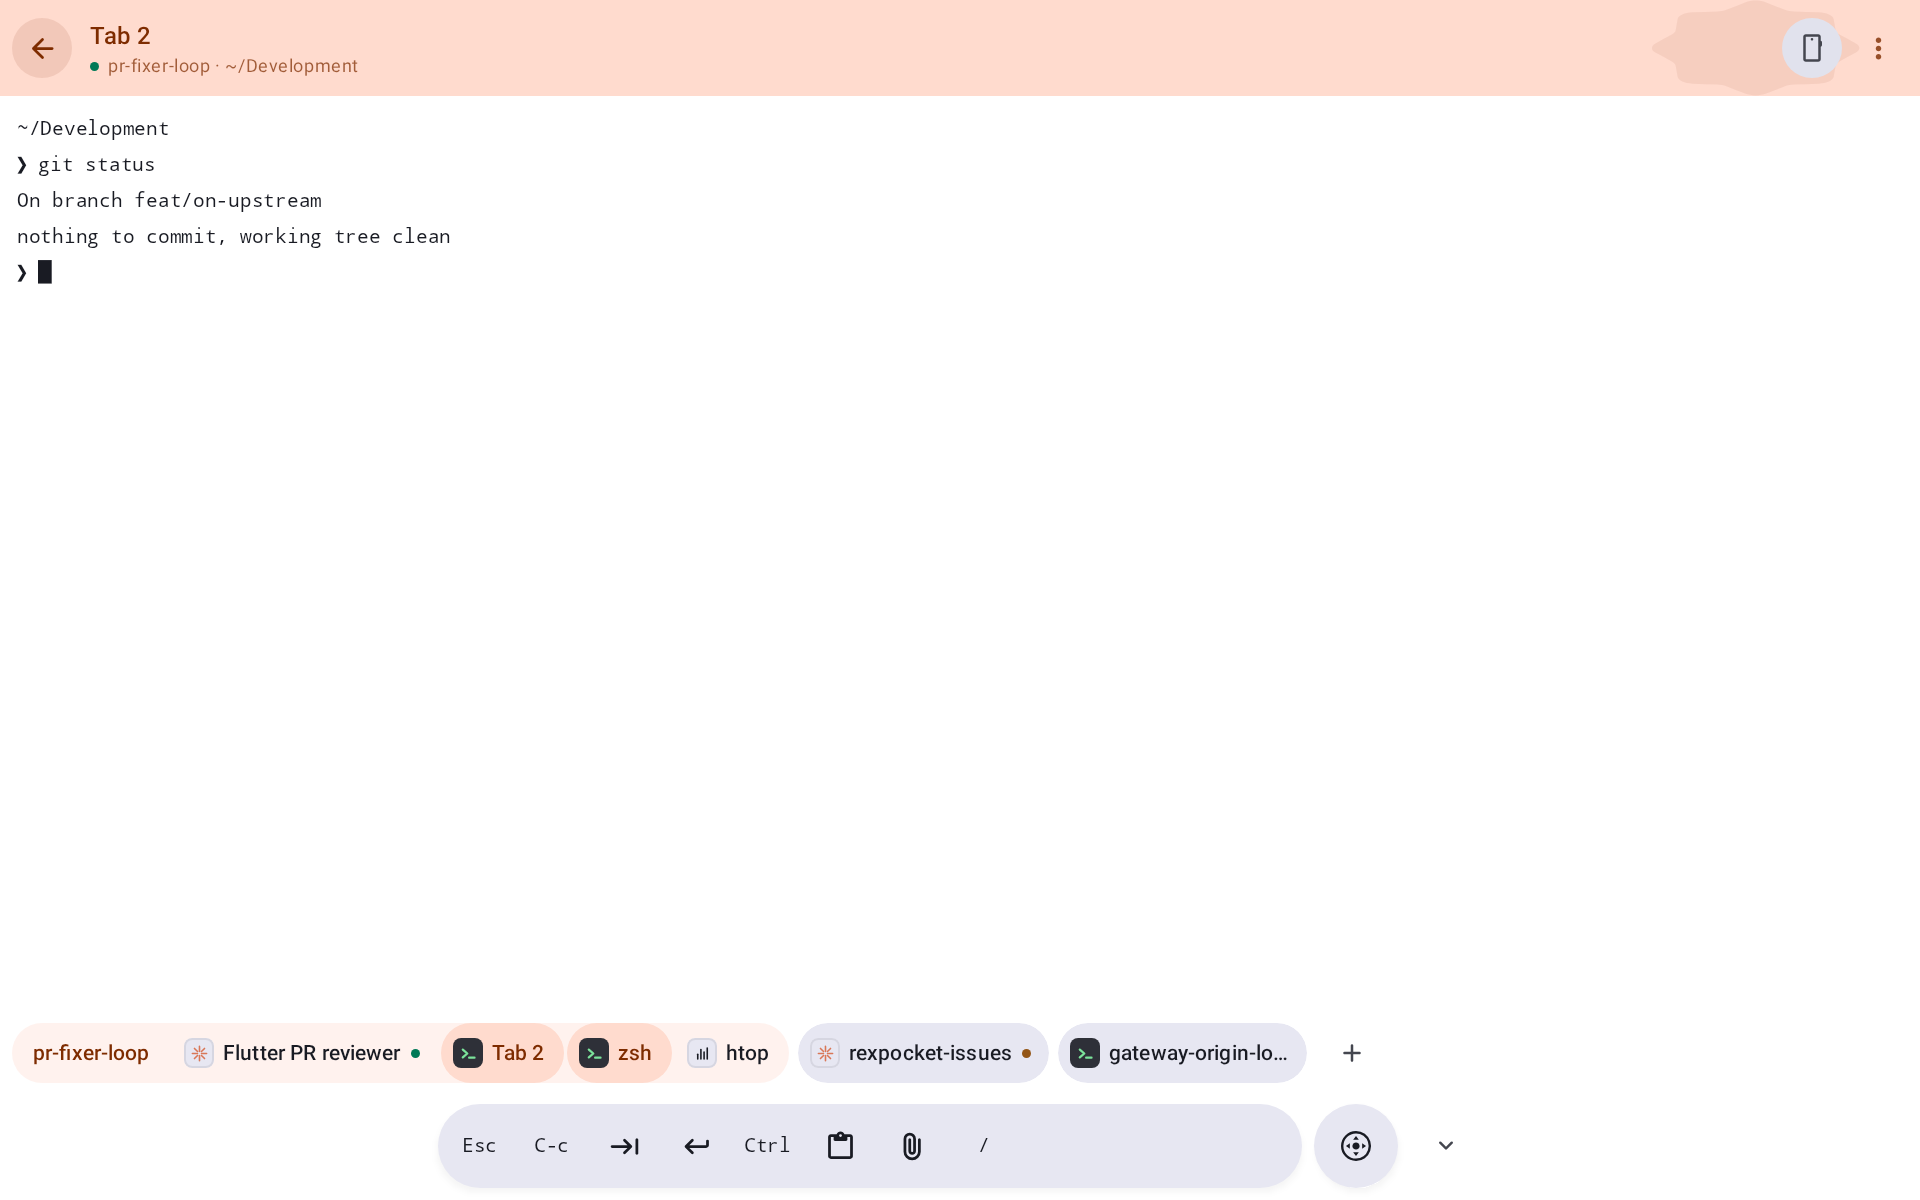 Tab 2
pr-fixer-loop · ~/Development
~/Development
❯ git status
On branch feat/on-upstream
nothing to commit, working tree clean
❯
pr-fixer-loop Flutter PR reviewer Tab 2 zsh htop rexpocket-issues gateway-origin-lo…
Esc C-c Ctrl /